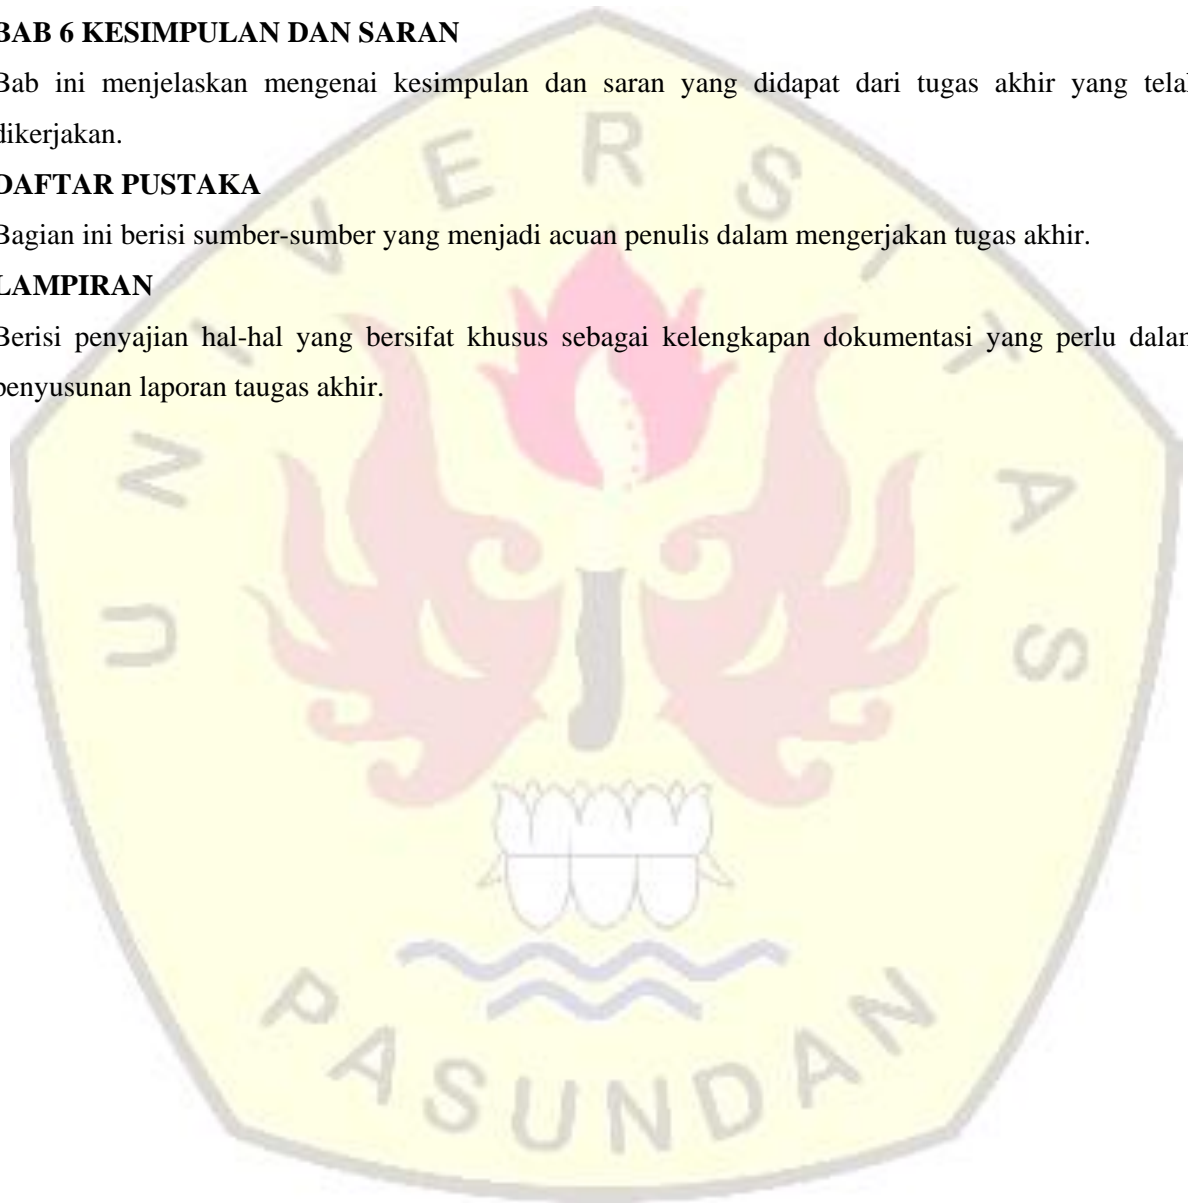 BAB 6 KESIMPULAN DAN SARAN
Bab ini menjelaskan mengenai kesimpulan dan saran yang didapat dari tugas akhir yang telah
dikerjakan.
DAFTAR PUSTAKA
Bagian ini berisi sumber-sumber yang menjadi acuan penulis dalam mengerjakan tugas akhir.
LAMPIRAN
Berisi penyajian hal-hal yang bersifat khusus sebagai kelengkapan dokumentasi yang perlu dalam
penyusunan laporan taugas akhir.
UNIVERSITAS
PASUNDAN